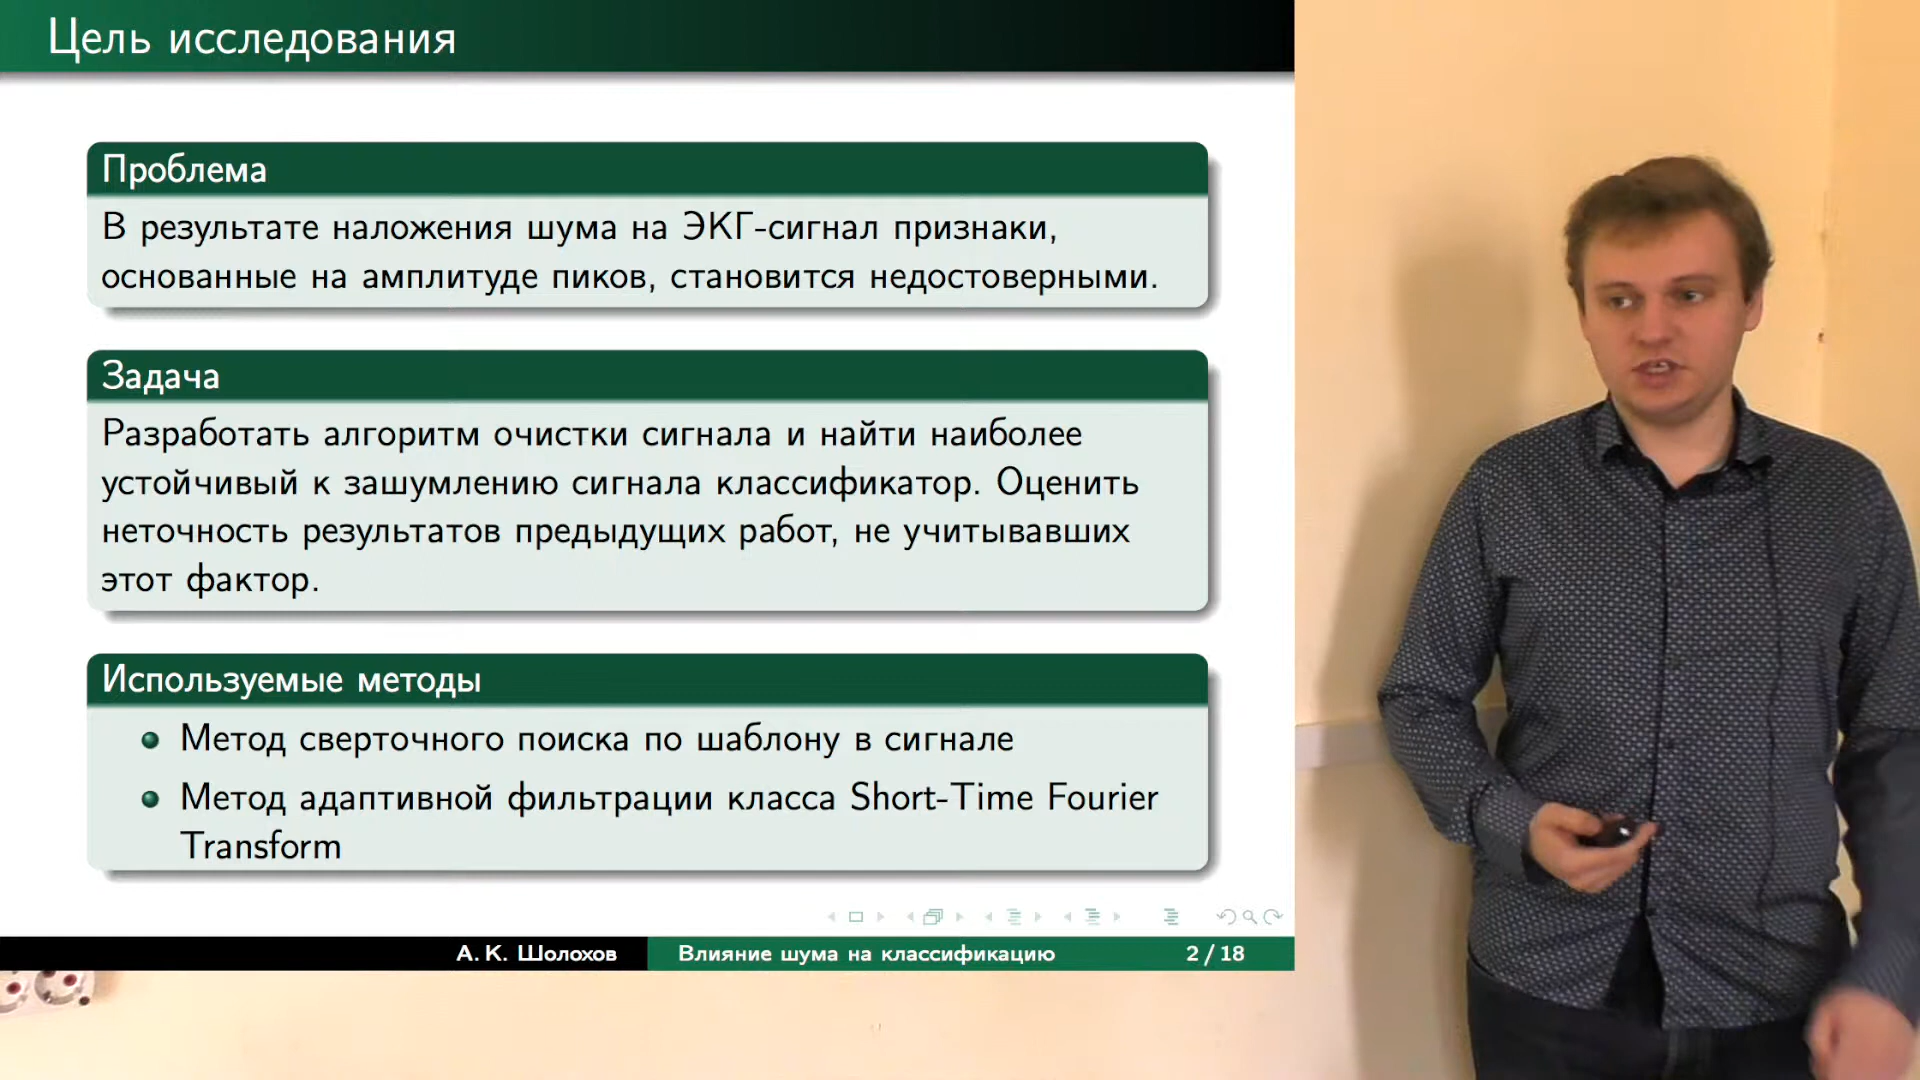 Цель исследования
Проблема
В результате наложения шума на ЭКГ-сигнал признаки,
основанные на амплитуде пиков, становится недостоверными.
Задача
Разработать алгоритм очистки сигнала и найти наиболее
устойчивый к зашумлению сигнала классификатор. Оценить
неточность результатов предыдущих работ, не учитывавших
этот фактор.
Используемые методы
Метод сверточного поиска по шаблону в сигнале
Метод адаптивной фильтрации класса Short-Time Fourier
Transform
А. К. Шолохов Влияние шума на классификацию 2 / 18